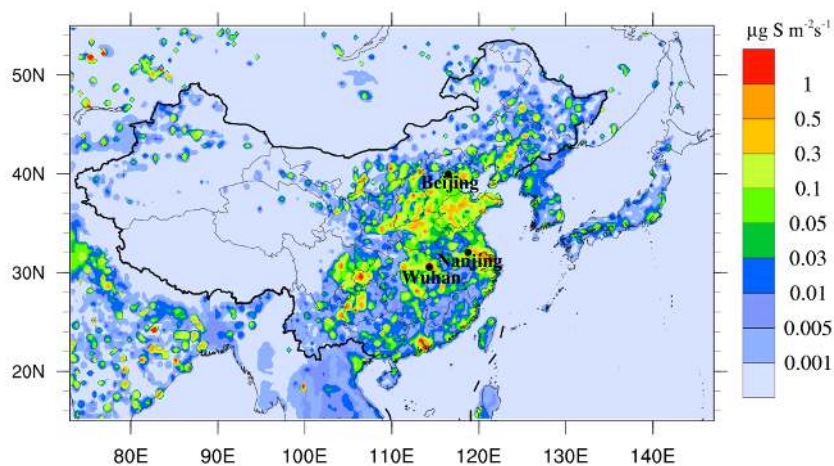 µg S m⁻²s⁻¹
50N
40N
30N
20N
Beijing
Nanjing
Wuhan
1
0.5
0.3
0.1
0.05
0.03
0.01
0.005
0.001
80E 90E 100E 110E 120E 130E 140E